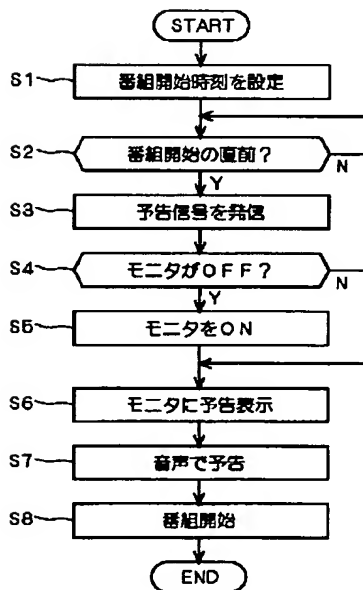 START
S1 番組開始時刻を設定
S2 番組開始の直前?
N
Y
S3 予告信号を発信
S4 モニタがOFF?
N
Y
S5 モニタをON
S6 モニタに予告表示
S7 音声で予告
S8 番組開始
END